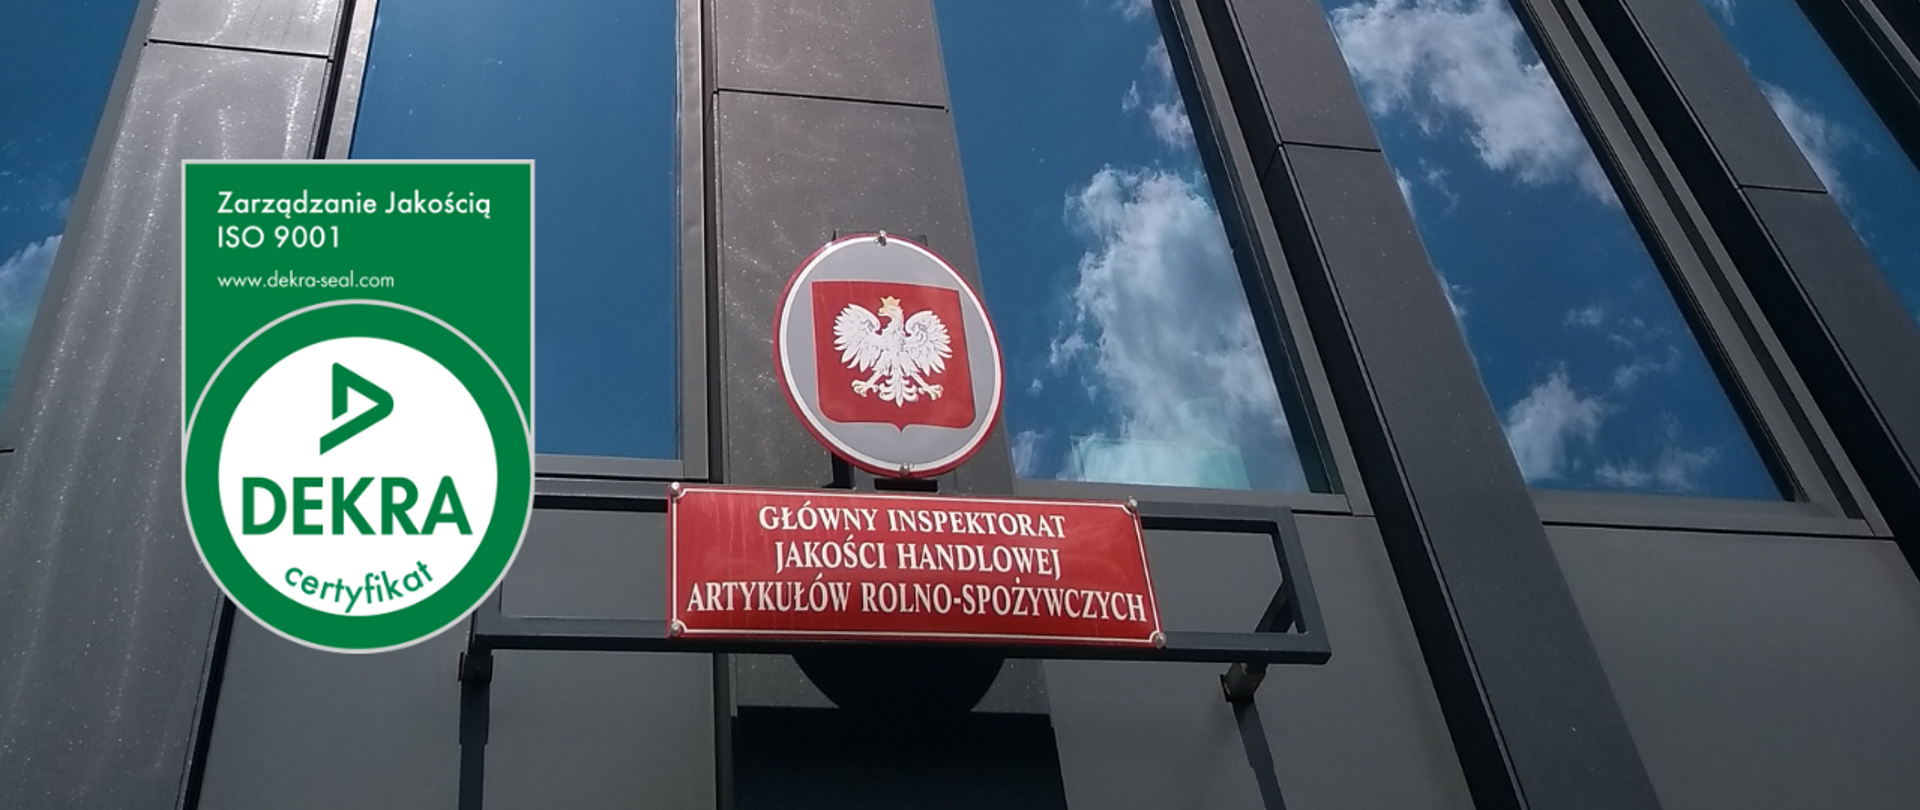 Zarządzanie Jakością
ISO 9001
www.dekra-seal.com
DEKRA
certyfikat
GŁÓWNY INSPEKTORAT
JAKOŚCI HANDLOWEJ
ARTYKUŁÓW ROLNO-SPOŻYWCZYCH